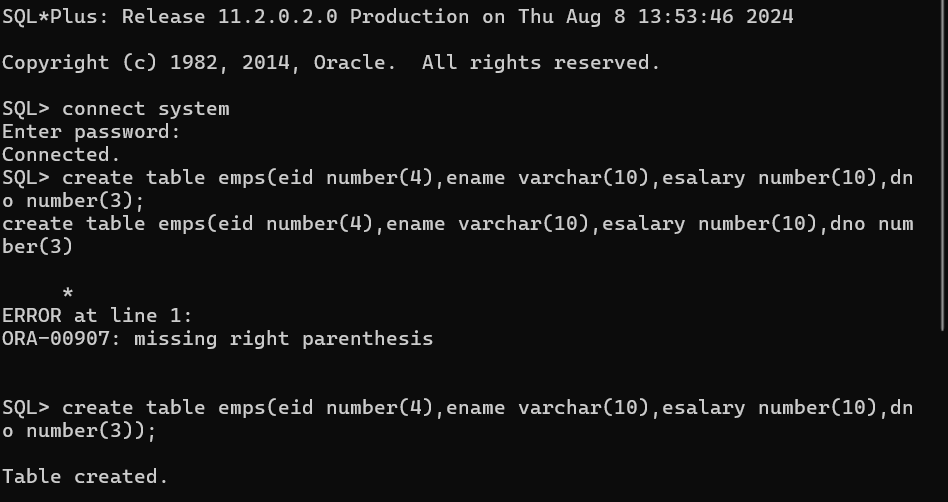 SQL*Plus: Release 11.2.0.2.0 Production on Thu Aug 8 13:53:46 2024
Copyright (c) 1982, 2014, Oracle.  All rights reserved.
SQL> connect system
Enter password:
Connected.
SQL> create table emps(eid number(4),ename varchar(10),esalary number(10),dn
o number(3);
create table emps(eid number(4),ename varchar(10),esalary number(10),dno num
ber(3)
*
ERROR at line 1:
ORA-00907: missing right parenthesis
SQL> create table emps(eid number(4),ename varchar(10),esalary number(10),dn
o number(3));
Table created.